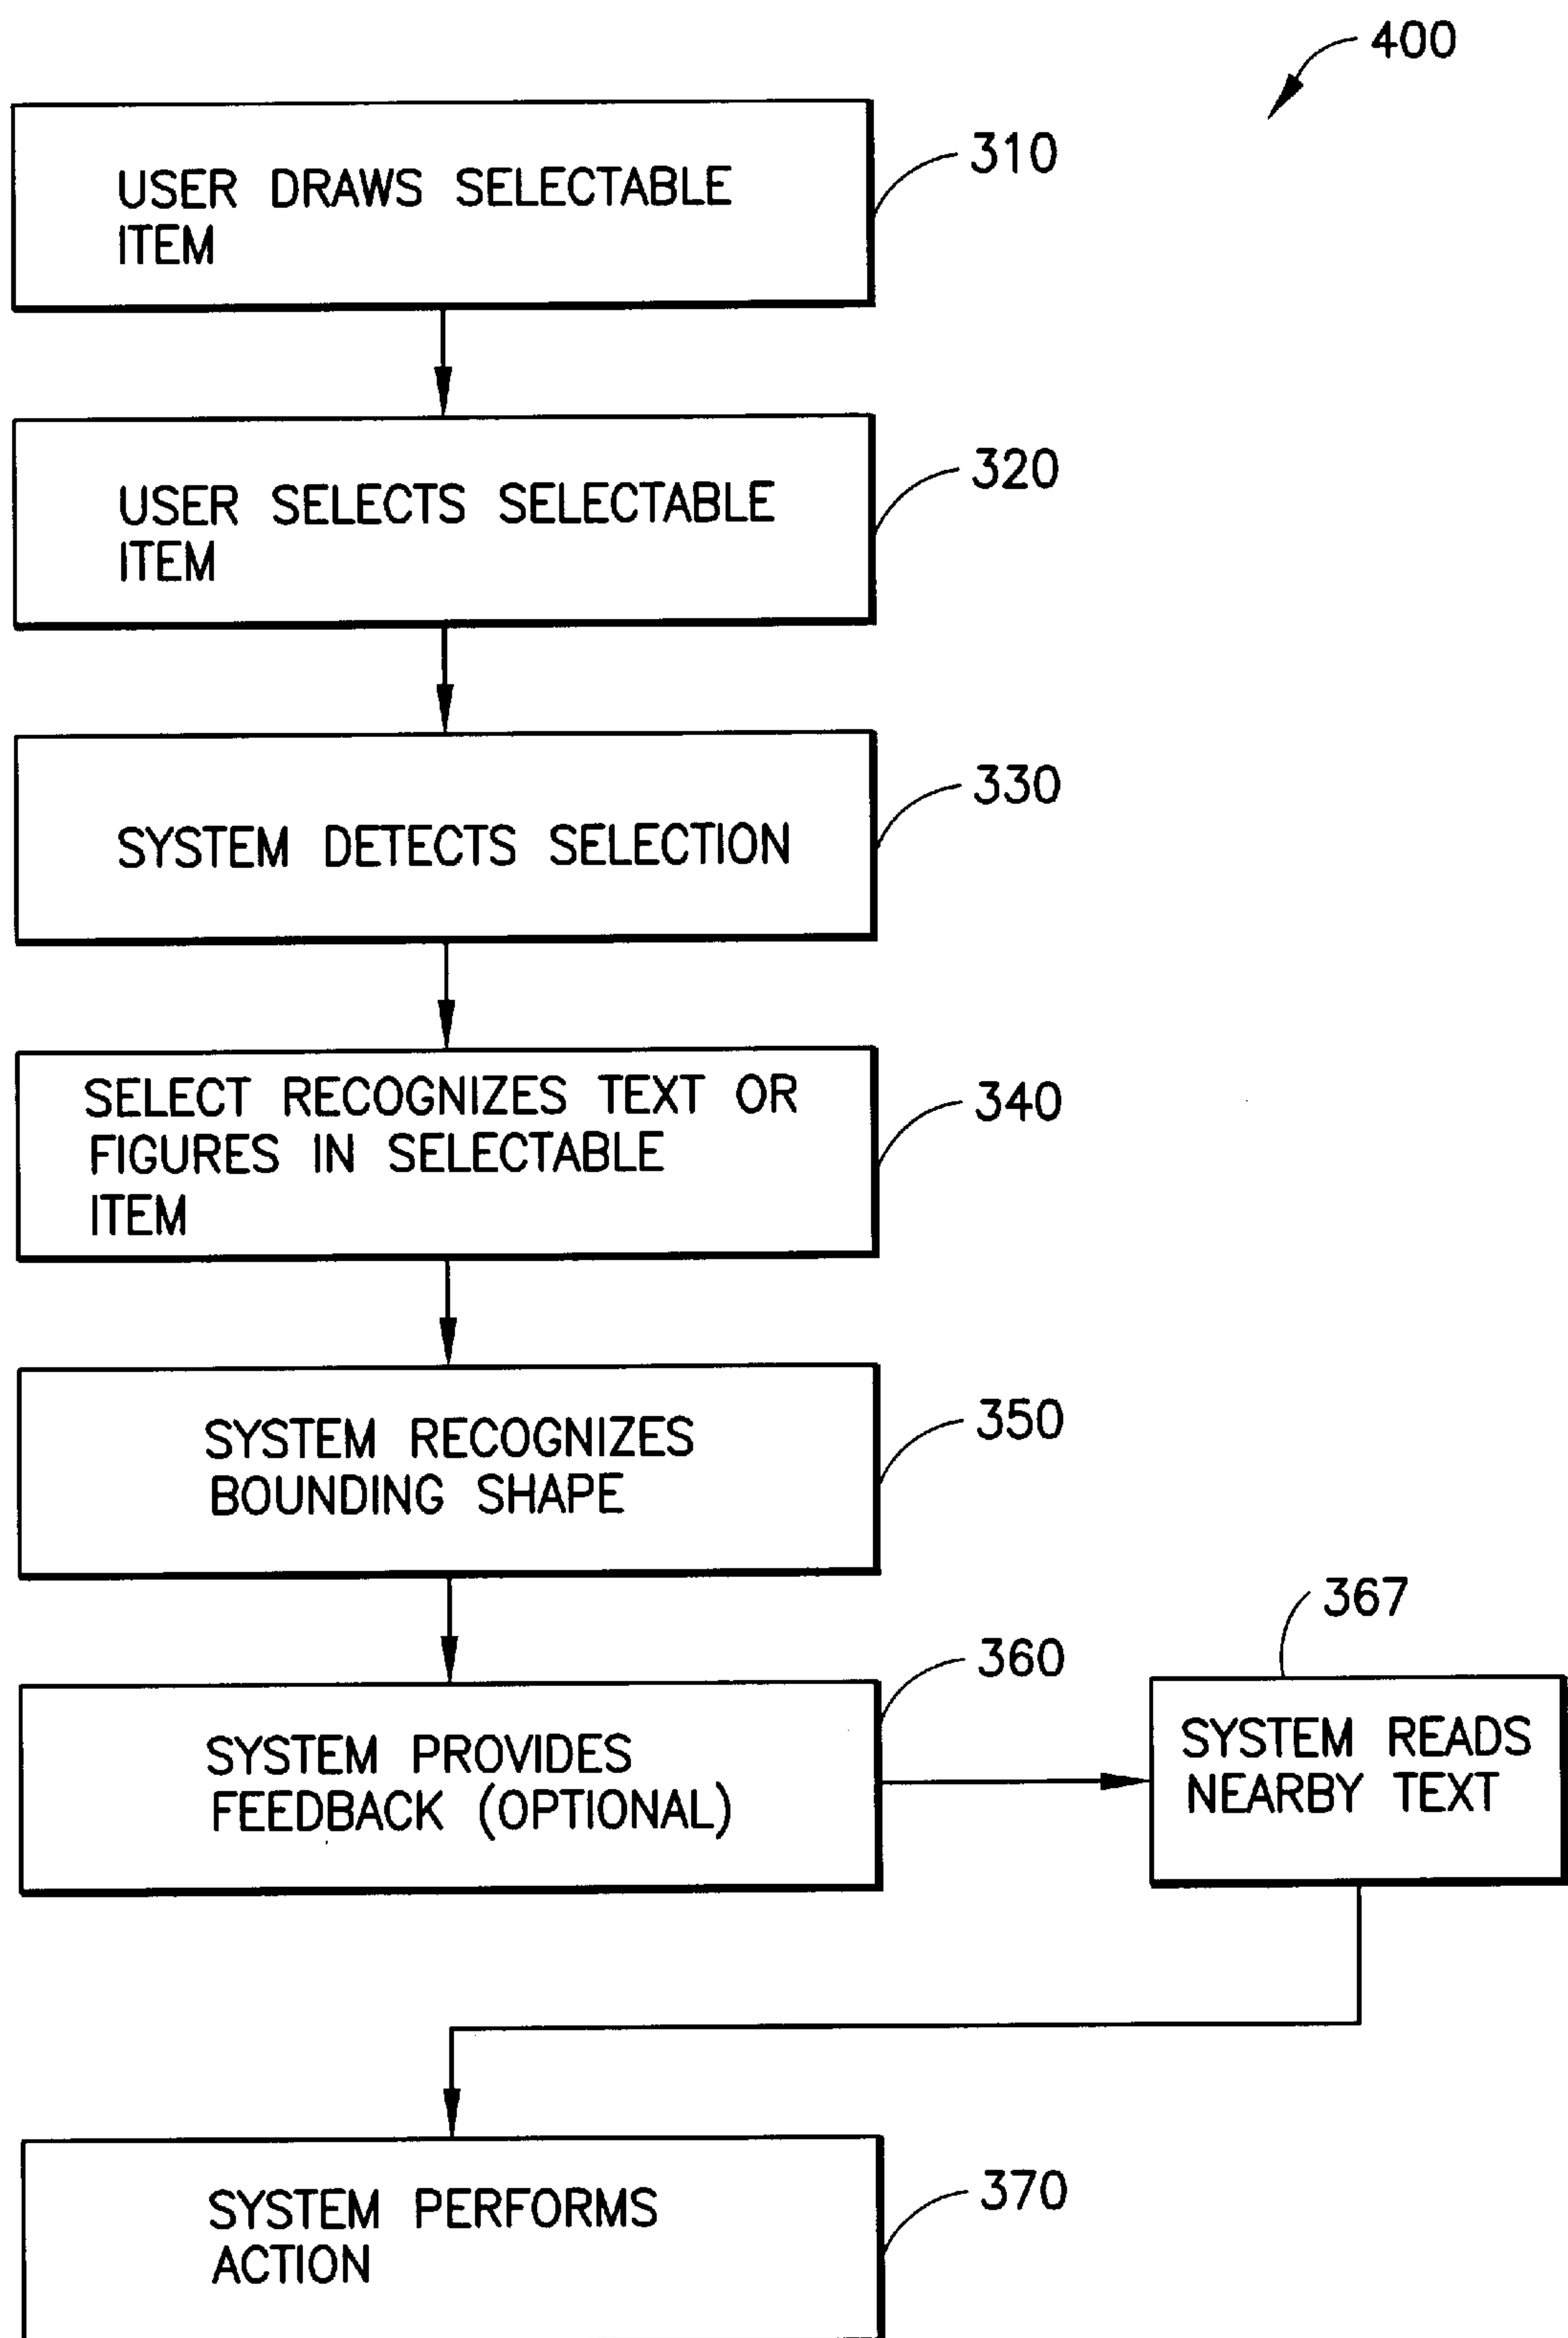 400
310
USER DRAWS SELECTABLE
ITEM
320
USER SELECTS SELECTABLE
ITEM
330
SYSTEM DETECTS SELECTION
340
SELECT RECOGNIZES TEXT OR
FIGURES IN SELECTABLE
ITEM
350
SYSTEM RECOGNIZES
BOUNDING SHAPE
360
SYSTEM PROVIDES
FEEDBACK (OPTIONAL)
367
SYSTEM READS
NEARBY TEXT
370
SYSTEM PERFORMS
ACTION